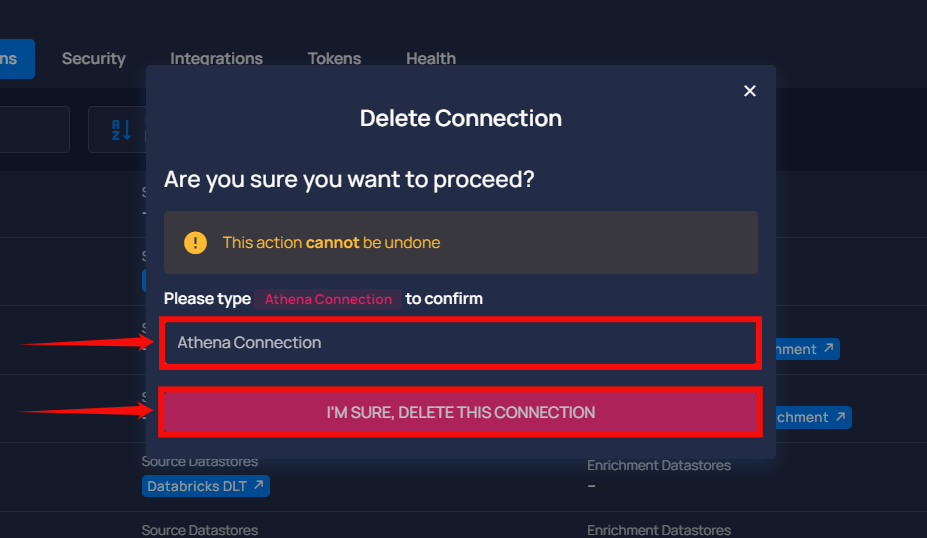 ns Security Integrations Tokens Health
Delete Connection
Are you sure you want to proceed?
This action cannot be undone
Please type Athena Connection to confirm
Athena Connection
I'M SURE, DELETE THIS CONNECTION
nment
chment
Source Datastores Enrichment Datastores
Databricks DLT –
Source Datastores Enrichment Datastores